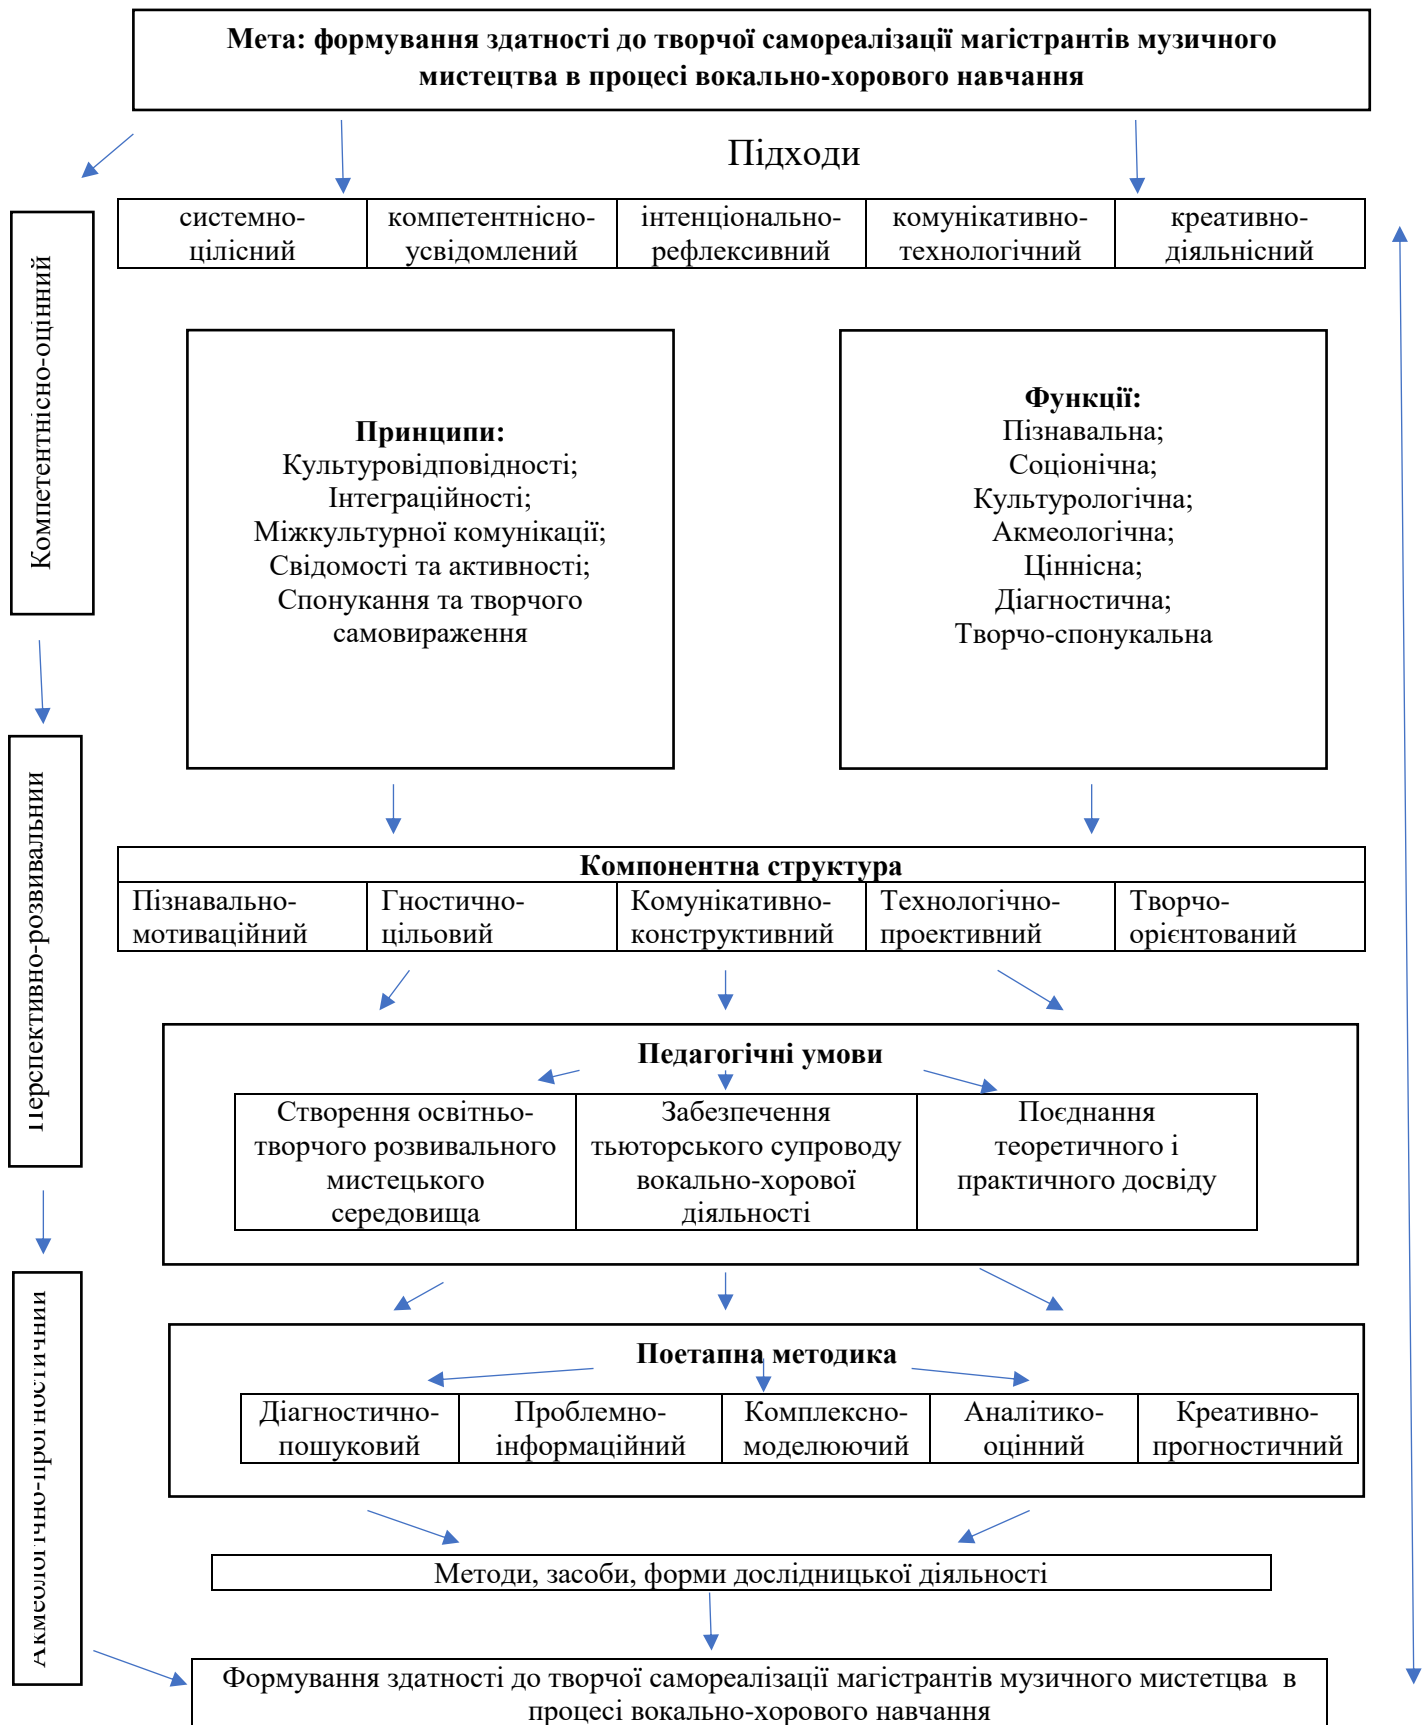 Мета: формування здатності до творчої самореалізації магістрантів музичного
мистецтва в процесі вокально-хорового навчання
Підходи
системно-
цілісний
компетентнісно-
усвідомлений
інтенціонально-
рефлексивний
комунікативно-
технологічний
креативно-
діяльнісний
Компетентнісно-оцінний
Принципи:
Культуровідповідності;
Інтеграційності;
Міжкультурної комунікації;
Свідомості та активності;
Спонукання та творчого
самовираження
Функції:
Пізнавальна;
Соціонічна;
Культурологічна;
Акмеологічна;
Ціннісна;
Діагностична;
Творчо-спонукальна
Перспективно-розвивальний
Компонентна структура
Пізнавально-
мотиваційний
Гностично-
цільовий
Комунікативно-
конструктивний
Технологічно-
проективний
Творчо-
орієнтований
Педагогічні умови
Створення освітньо-
творчого розвивального
мистецького
середовища
Забезпечення
тьюторського супроводу
вокально-хорової
діяльності
Поєднання
теоретичного і
практичного досвіду
Акмеологічно-прогностичний
Поетапна методика
Діагностично-
пошуковий
Проблемно-
інформаційний
Комплексно-
моделюючий
Аналітико-
оцінний
Креативно-
прогностичний
Методи, засоби, форми дослідницької діяльності
Формування здатності до творчої самореалізації магістрантів музичного мистетцва в
процесі вокально-хорового навчання